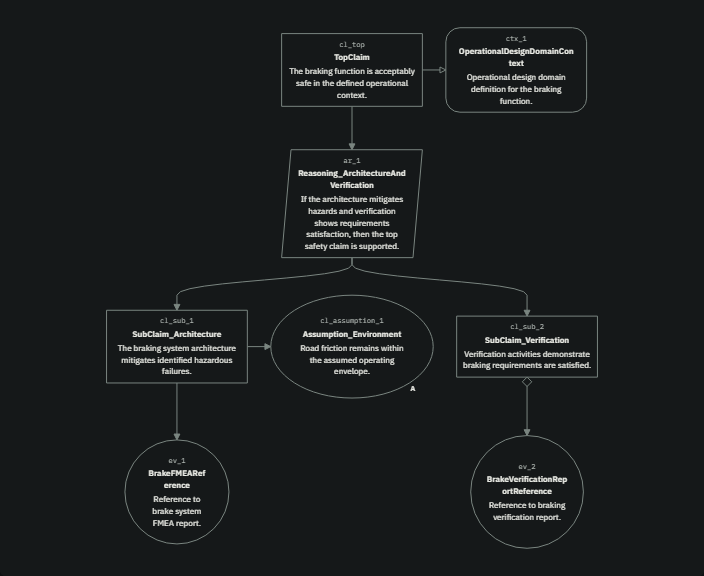 cl_top
TopClaim
The braking function is acceptably
safe in the defined operational
context.
ctx_1
OperationalDesignDomainCon
text
Operational design domain
definition for the braking
function.
ar_1
Reasoning_ArchitectureAnd
Verification
If the architecture mitigates
hazards and verification
shows requirements
satisfaction, then the top
safety claim is supported.
cl_sub_1
SubClaim_Architecture
The braking system architecture
mitigates identified hazardous
failures.
cl_assumption_1
Assumption_Environment
Road friction remains within
the assumed operating
envelope.
A
cl_sub_2
SubClaim_Verification
Verification activities demonstrate
braking requirements are satisfied.
ev_1
BrakeFMEARef
erence
Reference to
brake system
FMEA report.
ev_2
BrakeVerificationRep
ortReference
Reference to braking
verification report.